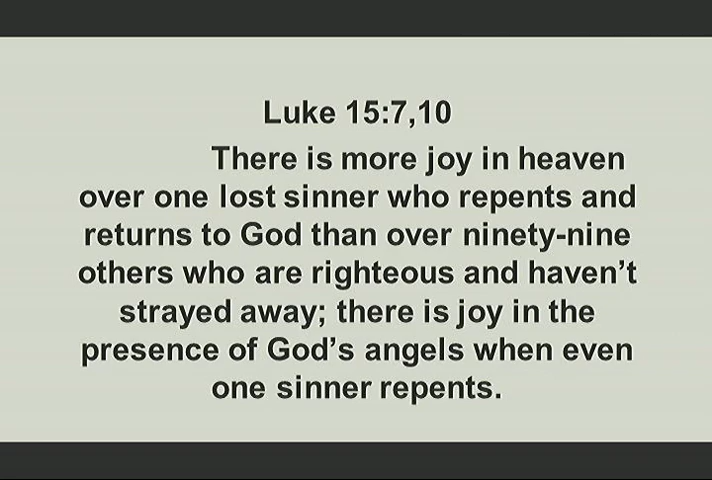 Luke 15:7,10
There is more joy in heaven
over one lost sinner who repents and
returns to God than over ninety-nine
others who are righteous and haven’t
strayed away; there is joy in the
presence of God’s angels when even
one sinner repents.